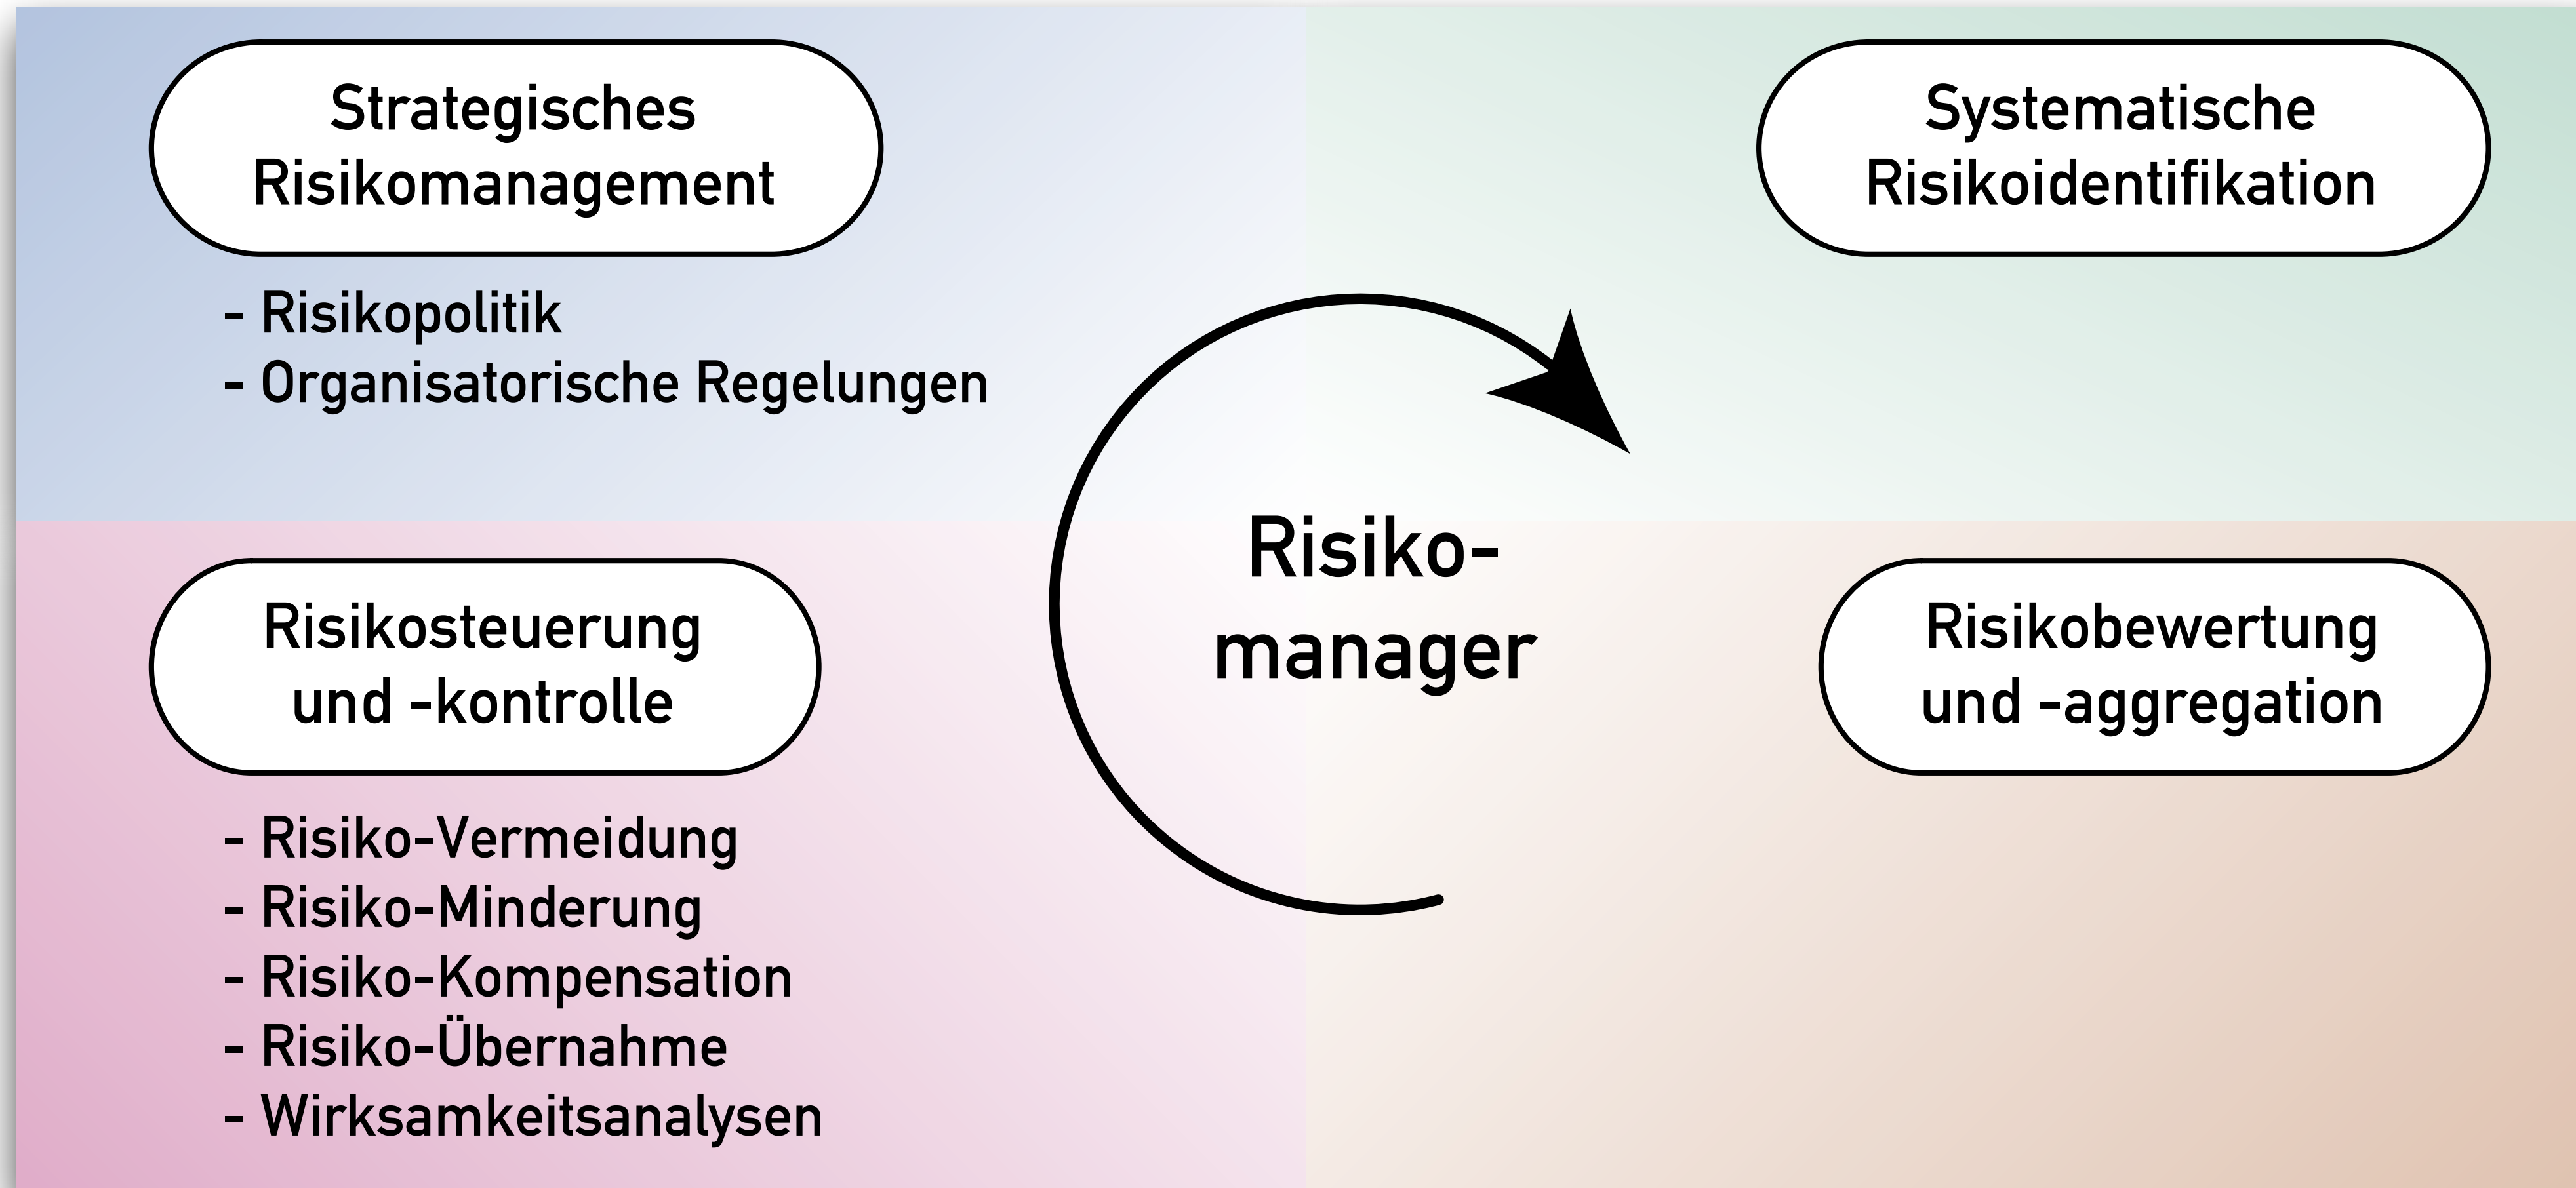 Strategisches
Risikomanagement
- Risikopolitik
- Organisatorische Regelungen
Systematische
Risikoidentifikation
Risiko-
manager
Risikosteuerung
und -kontrolle
- Risiko-Vermeidung
- Risiko-Minderung
- Risiko-Kompensation
- Risiko-Übernahme
- Wirksamkeitsanalysen
Risikobewertung
und -aggregation